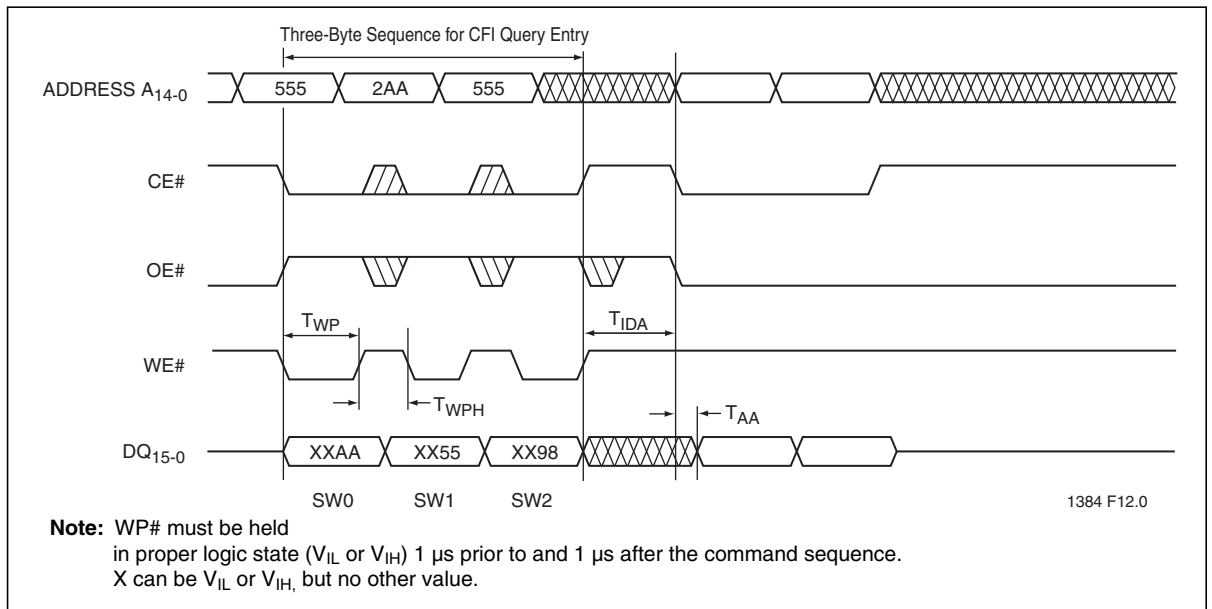 Three-Byte Sequence for CFI Query Entry
ADDRESS A14-0
555 2AA 555
CE#
OE#
TWP TIDA
WE#
TWPH TAA
DQ15-0
XXAA XX55 XX98
SW0 SW1 SW2
1384 F12.0
Note: WP# must be held
in proper logic state (VIL or VIH) 1 µs prior to and 1 µs after the command sequence.
X can be VIL or VIH, but no other value.